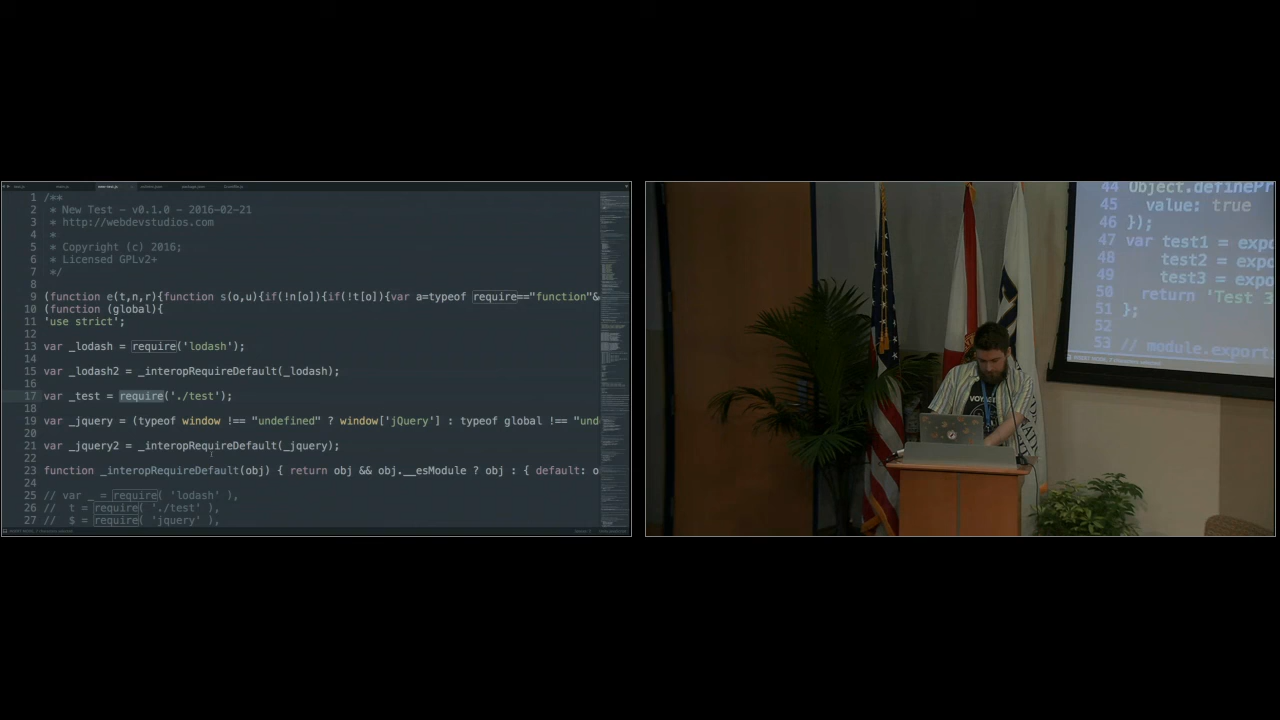 1 /**
2  * New Test - v0.1.0 - 2016-02-21
3  * http://webdevstudios.com
4  *
5  * Copyright (c) 2016;
6  * Licensed GPLv2+
7  */
8
9 (function e(t,n,r){function s(o,u){if(!n[o]){if(!t[o]){var a=typeof require=="function"&
10 (function (global){
11 'use strict';
12
13 var _lodash = require('lodash');
14
15 var _lodash2 = _interopRequireDefault(_lodash);
16
17 var _test = require('./test');
18
19 var _jquery = (typeof window !== "undefined" ? window['jQuery'] : typeof global !== "und
20
21 var _jquery2 = _interopRequireDefault(_jquery);
22
23 function _interopRequireDefault(obj) { return obj && obj.__esModule ? obj : { default: o
24
25 // var _ = require( 'lodash' ),
26 //  t = require( './test' ),
27 //  $ = require( 'jquery' ),
44 Object.definePr
45   value: true
46 });
47 var test1 = expo
48     test2 = expo
49     test3 = expo
50   return 'Test 3
51 };
52
53 // module.export
VOYAGE